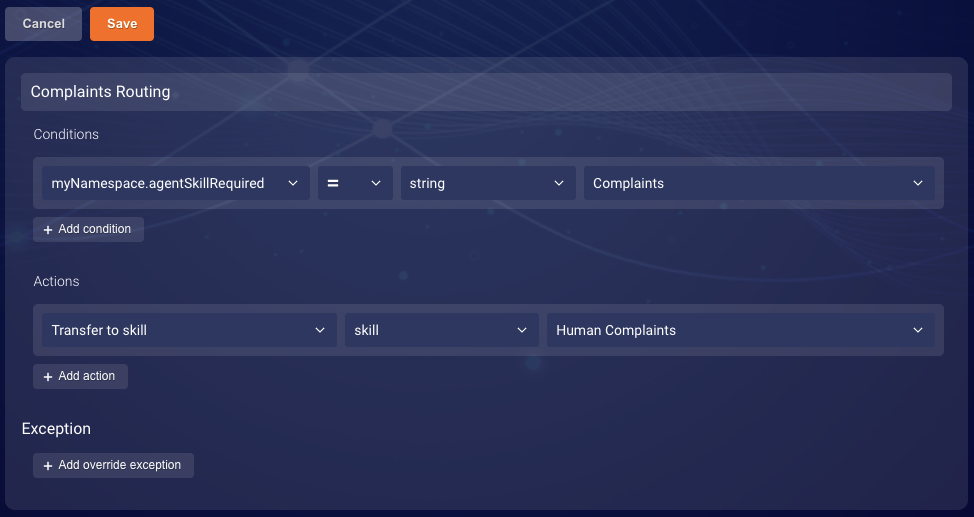 Cancel Save
Complaints Routing
Conditions
myNamespace.agentSkillRequired = string Complaints
+ Add condition
Actions
Transfer to skill skill Human Complaints
+ Add action
Exception
+ Add override exception